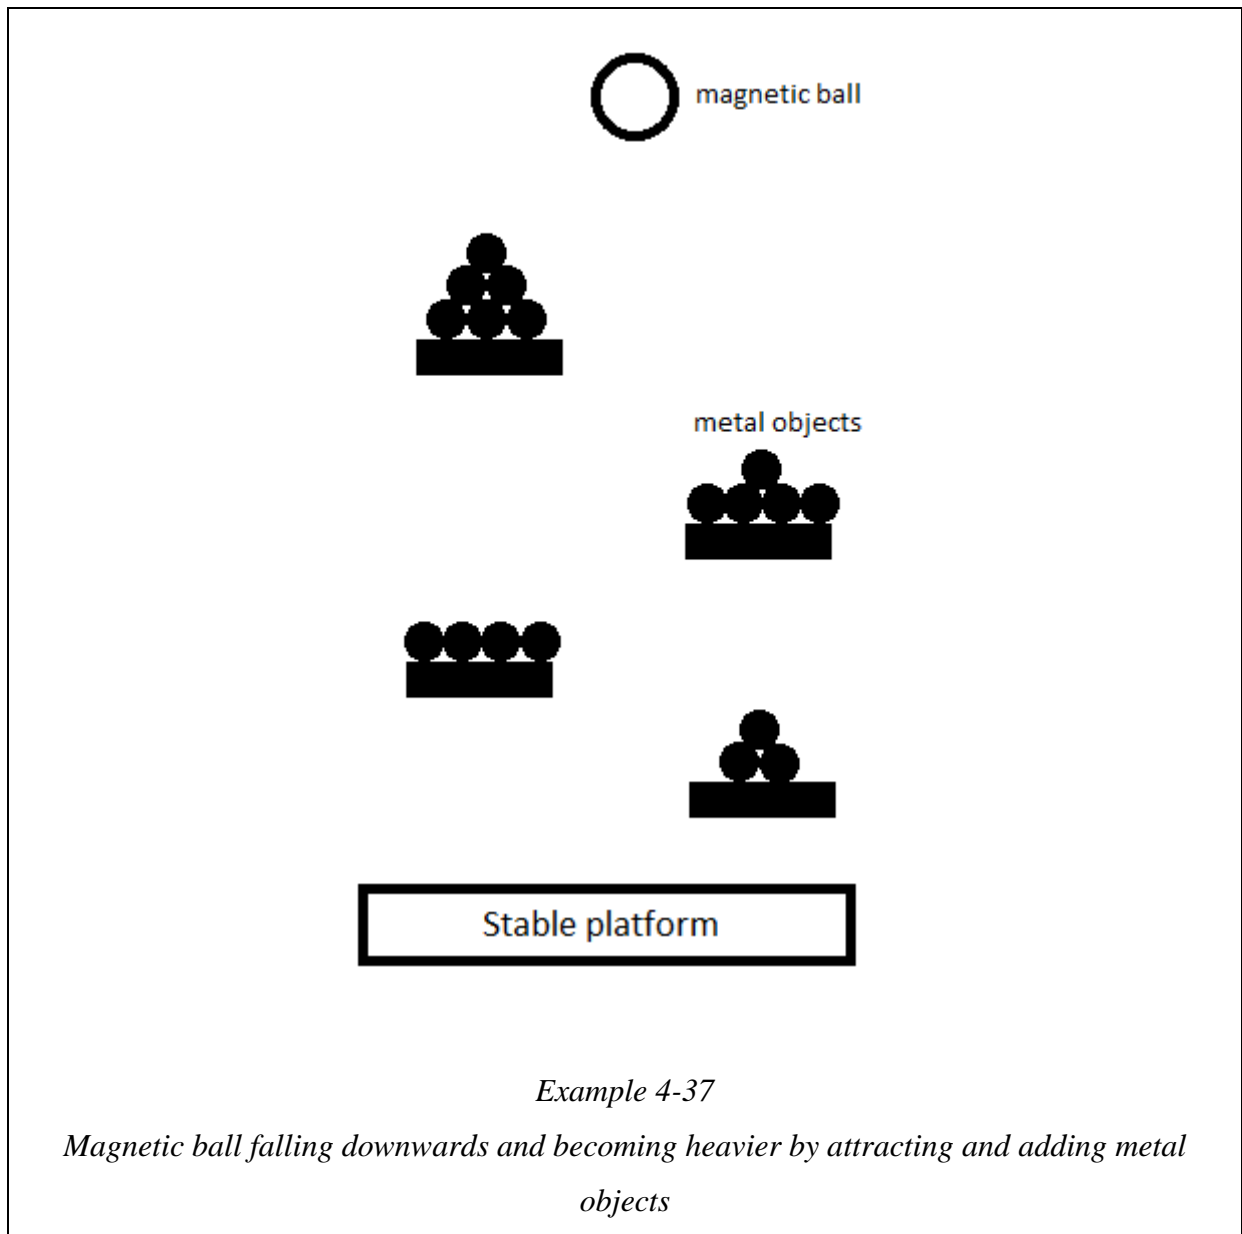 magnetic ball
metal objects
Stable platform
Example 4-37
Magnetic ball falling downwards and becoming heavier by attracting and adding metal
objects